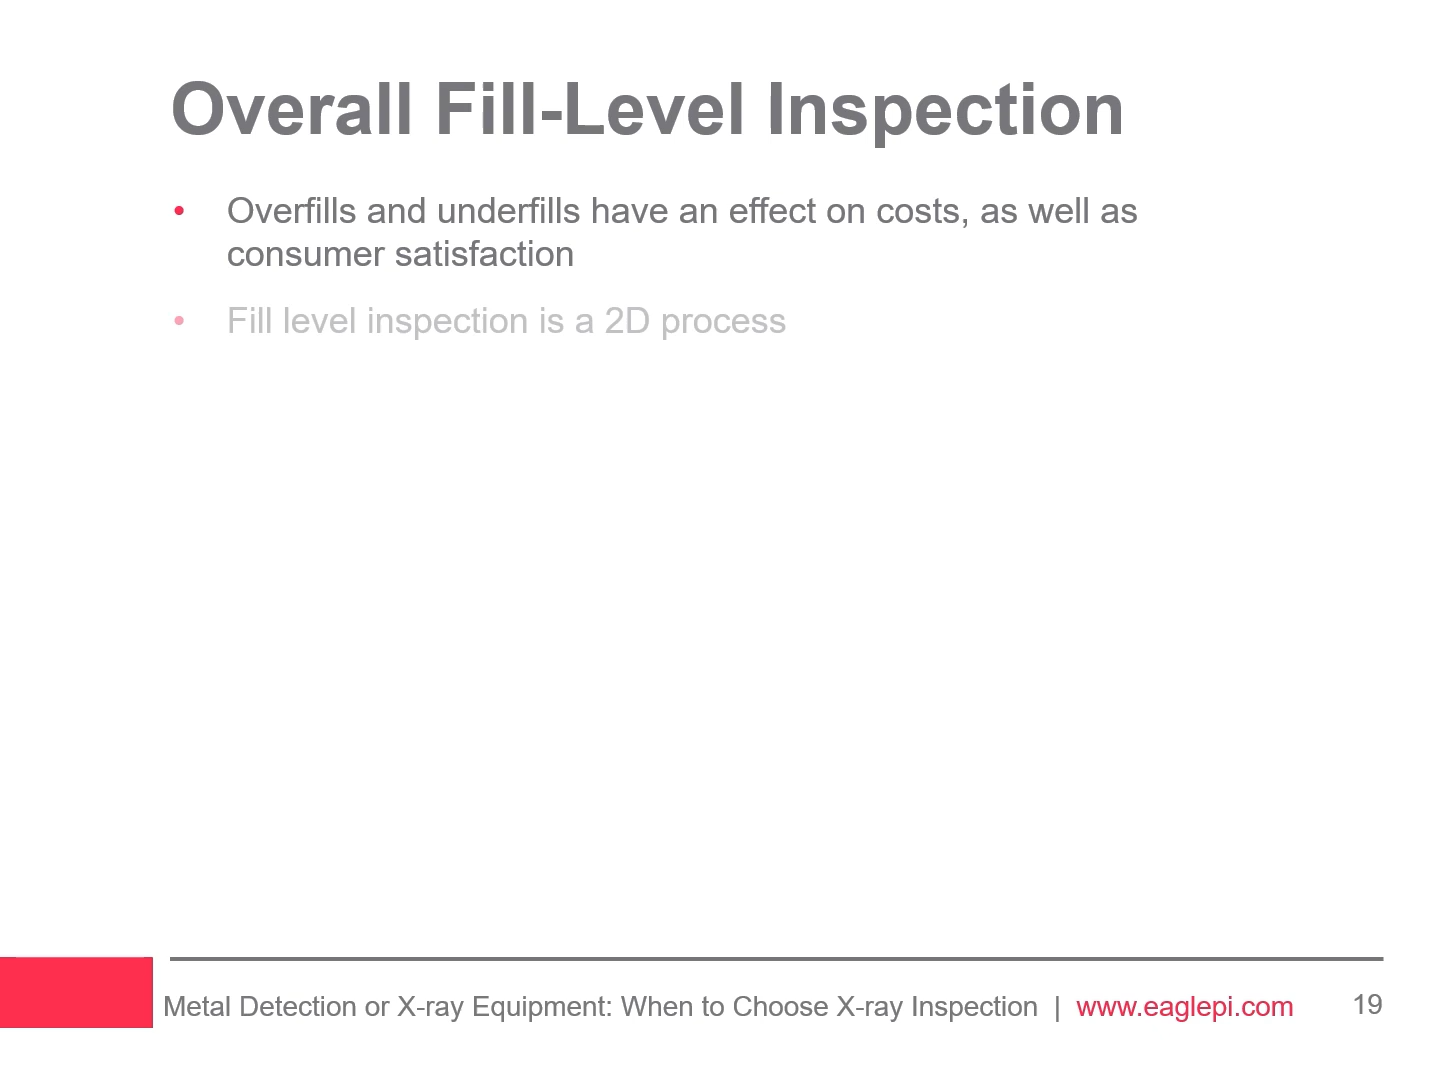 Overall Fill-Level Inspection
• Overfills and underfills have an effect on costs, as well as
consumer satisfaction
• Fill level inspection is a 2D process
Metal Detection or X-ray Equipment: When to Choose X-ray Inspection | www.eaglepi.com 19